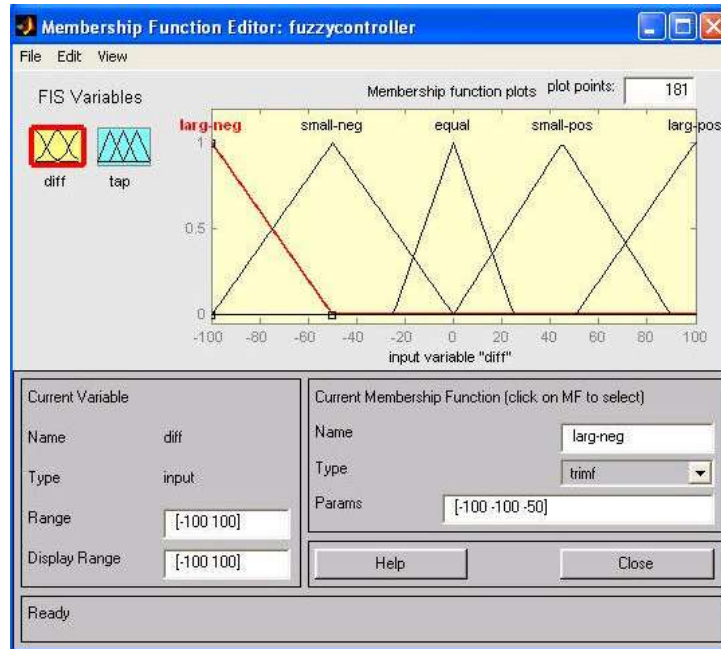 Membership Function Editor: fuzzycontroller
File Edit View
FIS Variables
diff
tap
Membership function plots
plot points:
181
larg-neg
small-neg
equal
small-pos
larg-pos
1
0.5
0
-100 -80 -60 -40 -20 0 20 40 60 80 100
input variable "diff"
Current Variable
Name diff
Type input
Range [-100 100]
Display Range [-100 100]
Current Membership Function (click on MF to select)
Name larg-neg
Type trimf
Params [-100 -100 -50]
Help
Close
Ready